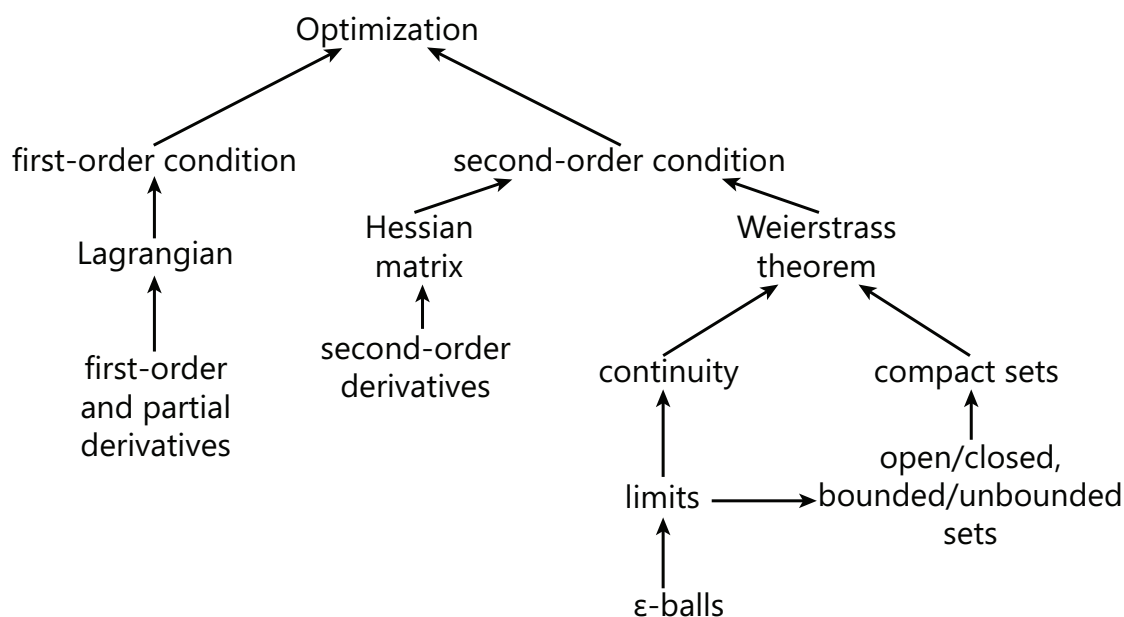 Optimization
first-order condition
second-order condition
Lagrangian
Hessian
matrix
Weierstrass
theorem
first-order
and partial
derivatives
second-order
derivatives
continuity
compact sets
limits
open/closed,
bounded/unbounded
sets
ε-balls